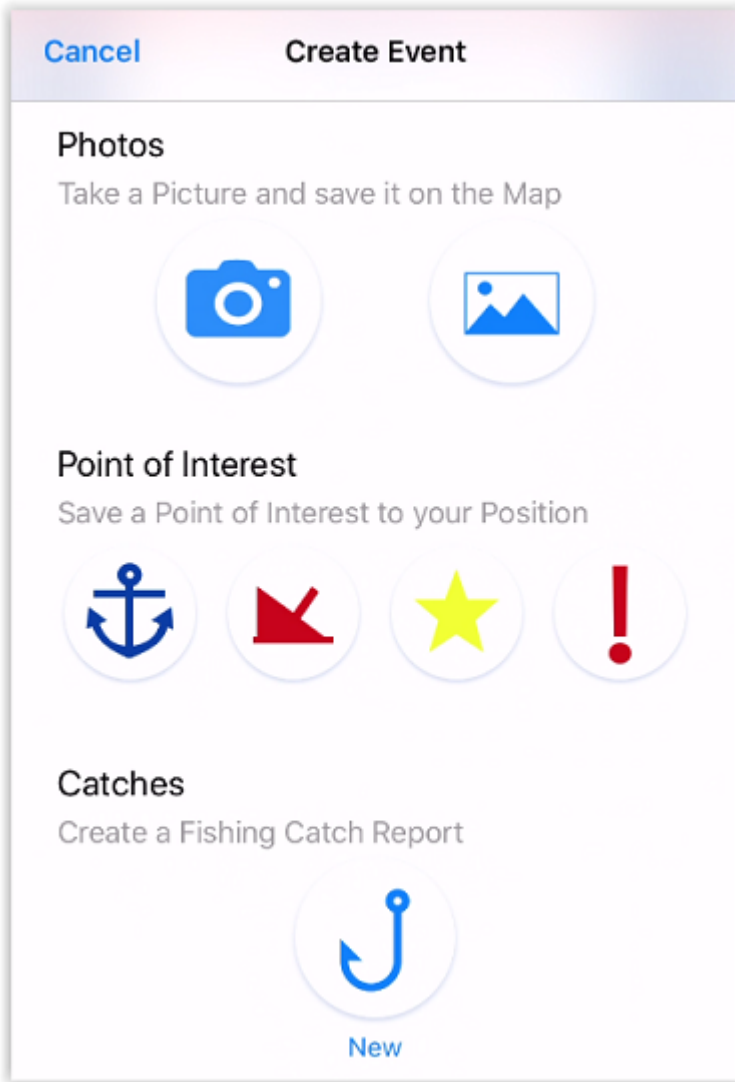 Cancel Create Event
Photos
Take a Picture and save it on the Map
Point of Interest
Save a Point of Interest to your Position
Catches
Create a Fishing Catch Report
New